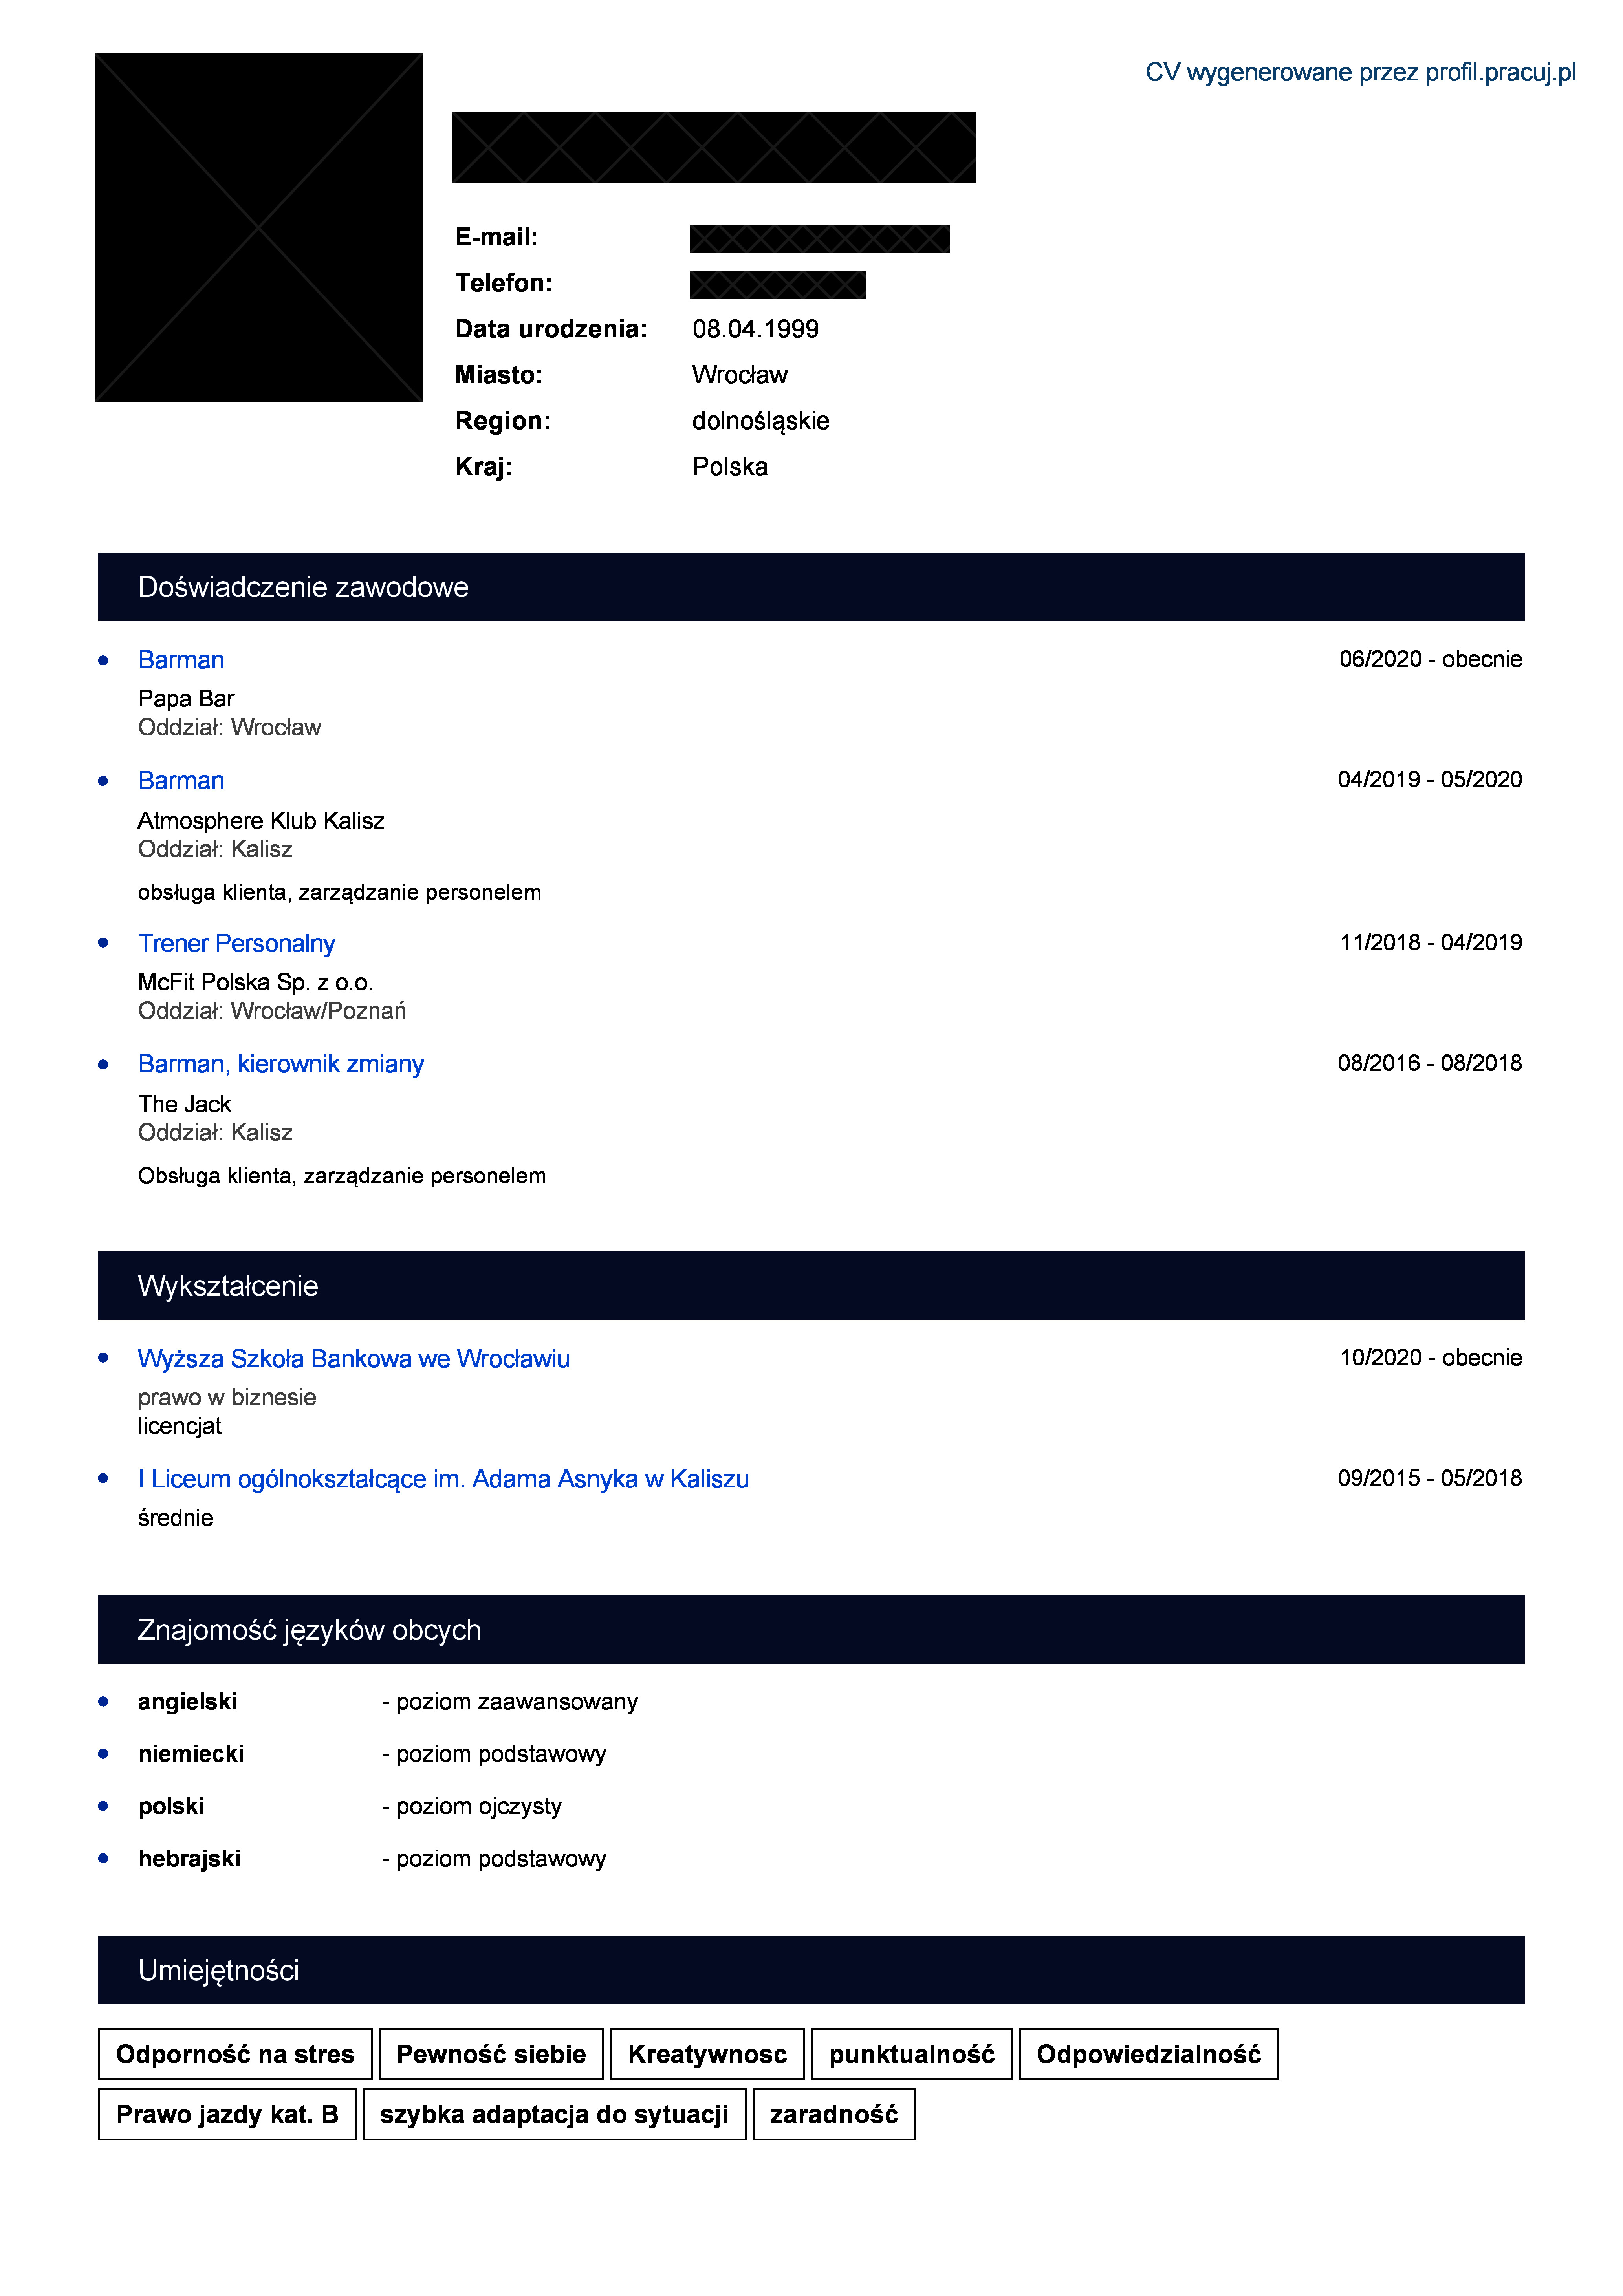 CV wygenerowane przez profil.pracuj.pl
E-mail:
Telefon:
Data urodzenia: 08.04.1999
Miasto: Wrocław
Region: dolnośląskie
Kraj: Polska
Doświadczenie zawodowe
Barman 06/2020 - obecnie
Papa Bar
Oddział: Wrocław
Barman 04/2019 - 05/2020
Atmosphere Klub Kalisz
Oddział: Kalisz
obsługa klienta, zarządzanie personelem
Trener Personalny 11/2018 - 04/2019
McFit Polska Sp. z o.o.
Oddział: Wrocław/Poznań
Barman, kierownik zmiany 08/2016 - 08/2018
The Jack
Oddział: Kalisz
Obsługa klienta, zarządzanie personelem
Wykształcenie
Wyższa Szkoła Bankowa we Wrocławiu 10/2020 - obecnie
prawo w biznesie
licencjat
I Liceum ogólnokształcące im. Adama Asnyka w Kaliszu 09/2015 - 05/2018
średnie
Znajomość języków obcych
angielski - poziom zaawansowany
niemiecki - poziom podstawowy
polski - poziom ojczysty
hebrajski - poziom podstawowy
Umiejętności
Odporność na stres Pewność siebie Kreatywnosc punktualność Odpowiedzialność
Prawo jazdy kat. B szybka adaptacja do sytuacji zaradność